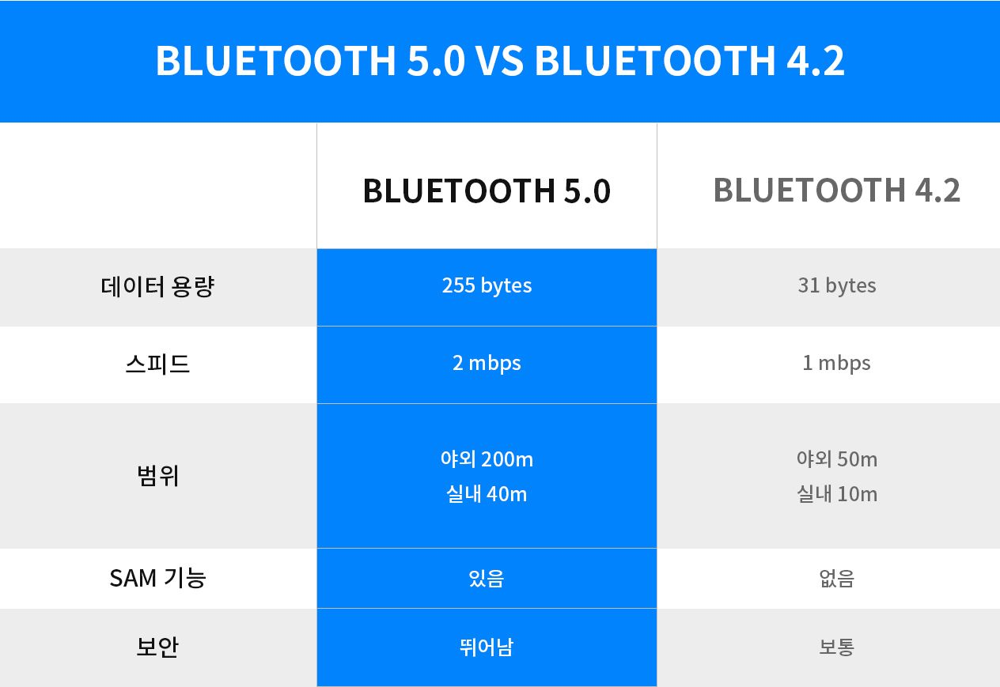 BLUETOOTH 5.0 VS BLUETOOTH 4.2
BLUETOOTH 5.0
BLUETOOTH 4.2
데이터 용량
255 bytes
31 bytes
스피드
2 mbps
1 mbps
범위
야외 200m
실내 40m
야외 50m
실내 10m
SAM 기능
있음
없음
보안
뛰어남
보통